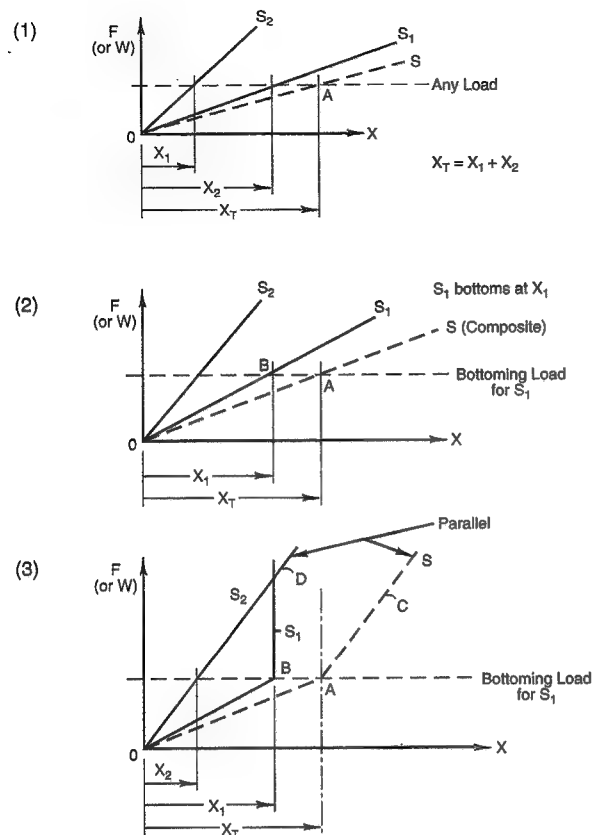 (1)
F
(or W)
S2
S1
S
A
Any Load
0
X
X1
X2
XT
XT = X1 + X2
(2)
F
(or W)
S2
S1
S1 bottoms at X1
S (Composite)
B
A
Bottoming Load
for S1
0
X
X1
XT
Parallel
(3)
F
(or W)
S2
D
S
C
S1
B
A
Bottoming Load
for S1
0
X
X2
X1
XT